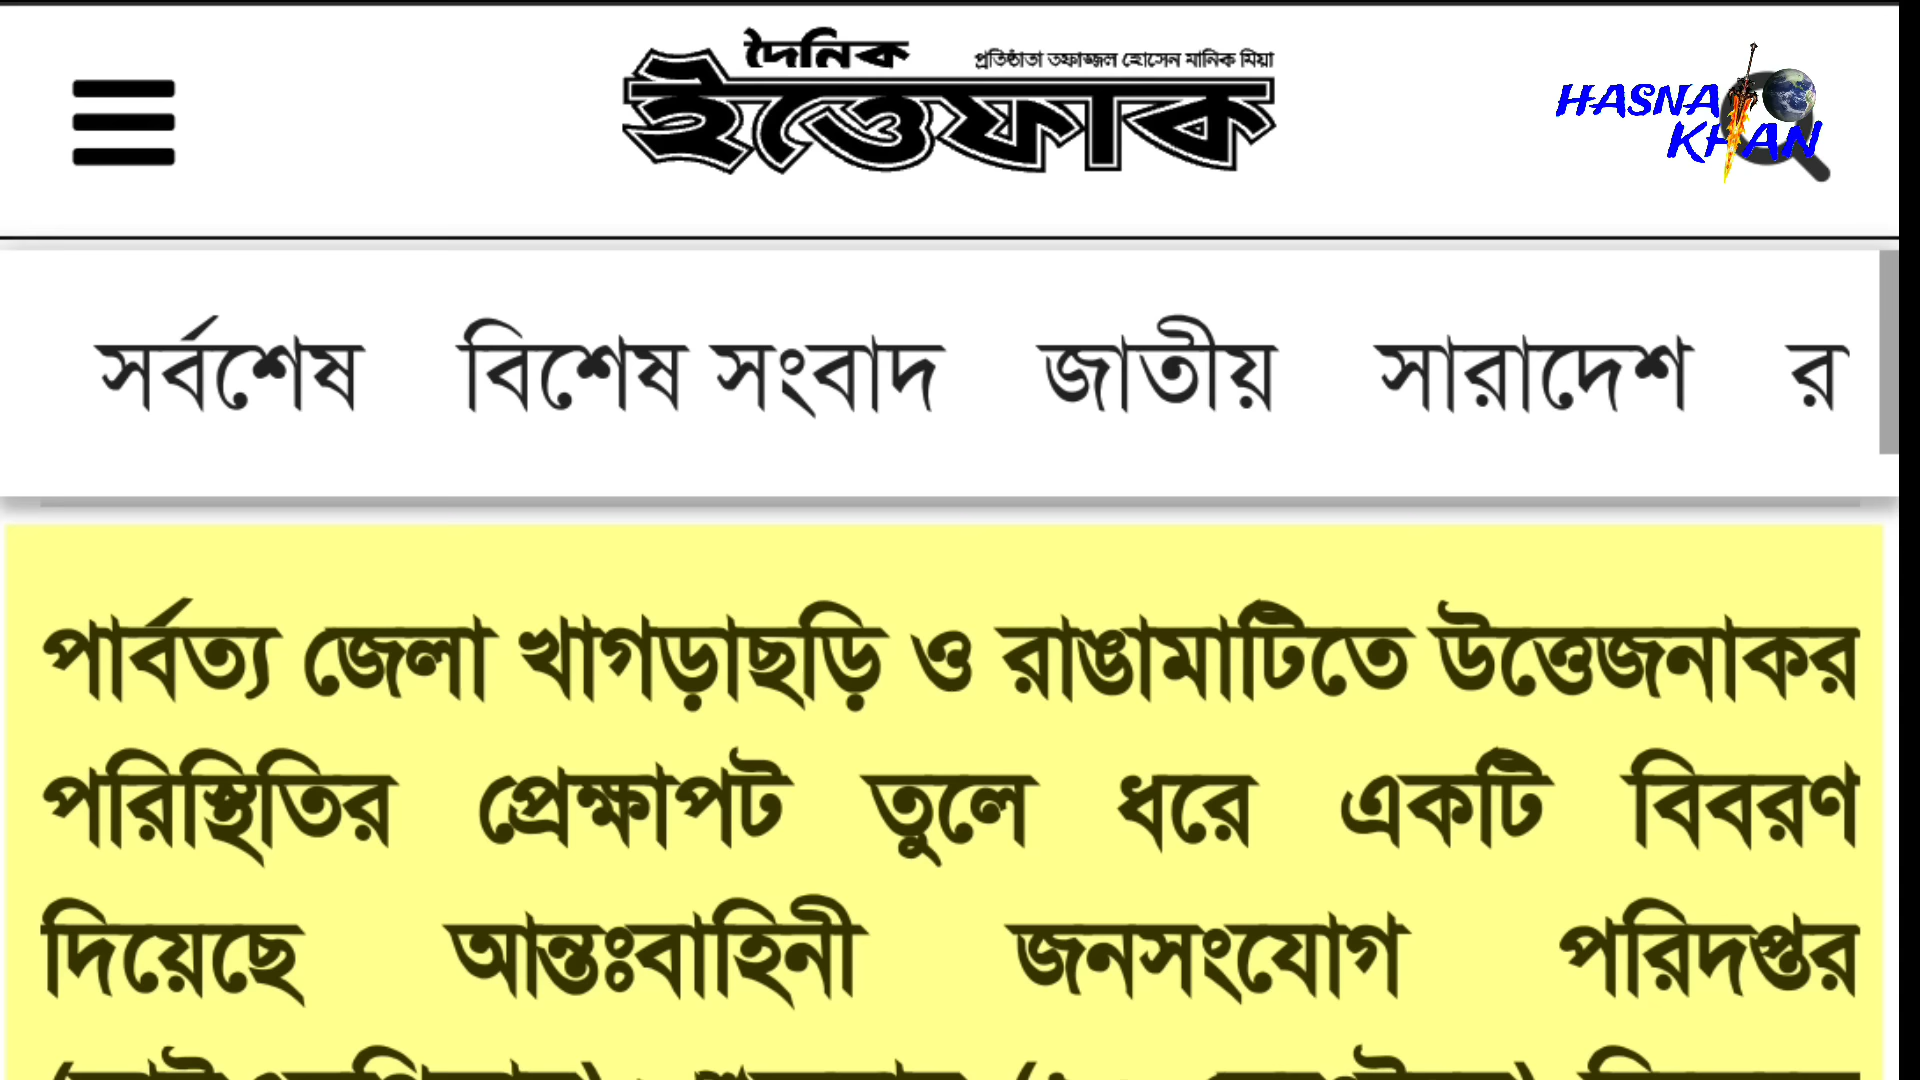 দৈনিক
প্রতিষ্ঠাতা তফাজ্জল হোসেন মানিক মিয়া
ইত্তেফাক
HASNA
KHAN
সর্বশেষ বিশেষ সংবাদ জাতীয় সারাদেশ র
পার্বত্য জেলা খাগড়াছড়ি ও রাঙামাটিতে উত্তেজনাকর
পরিস্থিতির প্রেক্ষাপট তুলে ধরে একটি বিবরণ
দিয়েছে আন্তঃবাহিনী জনসংযোগ পরিদপ্তর